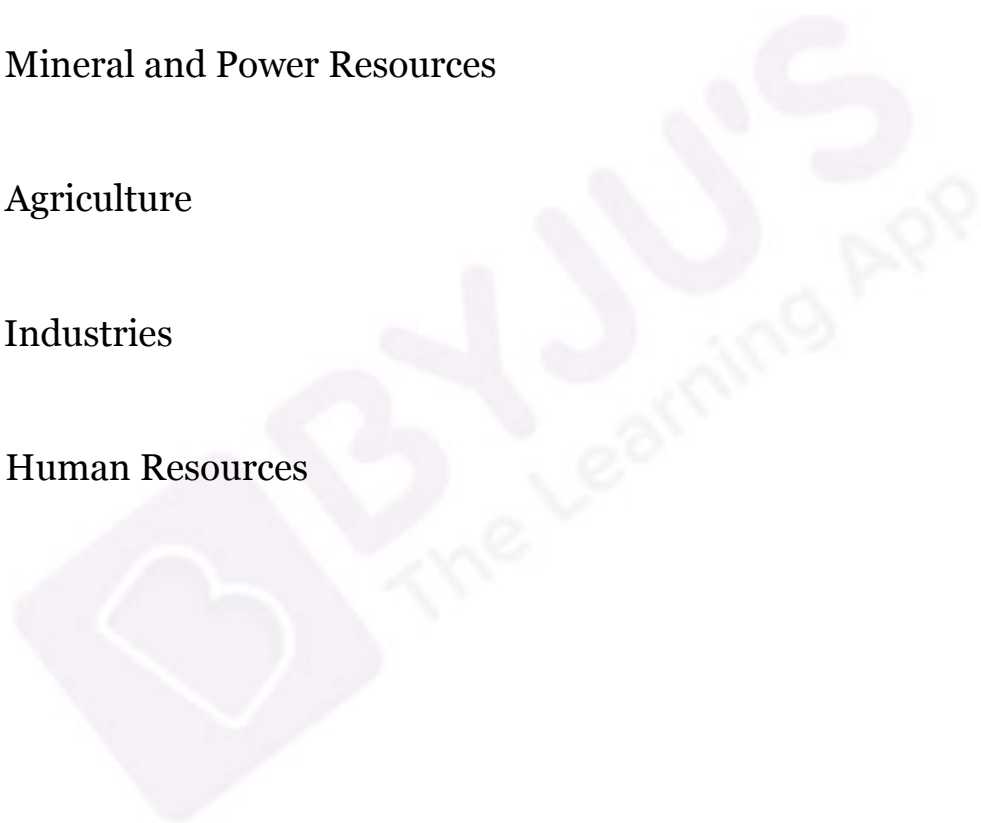 Mineral and Power Resources
Agriculture
Industries
Human Resources
BYJU'S
The Learning App